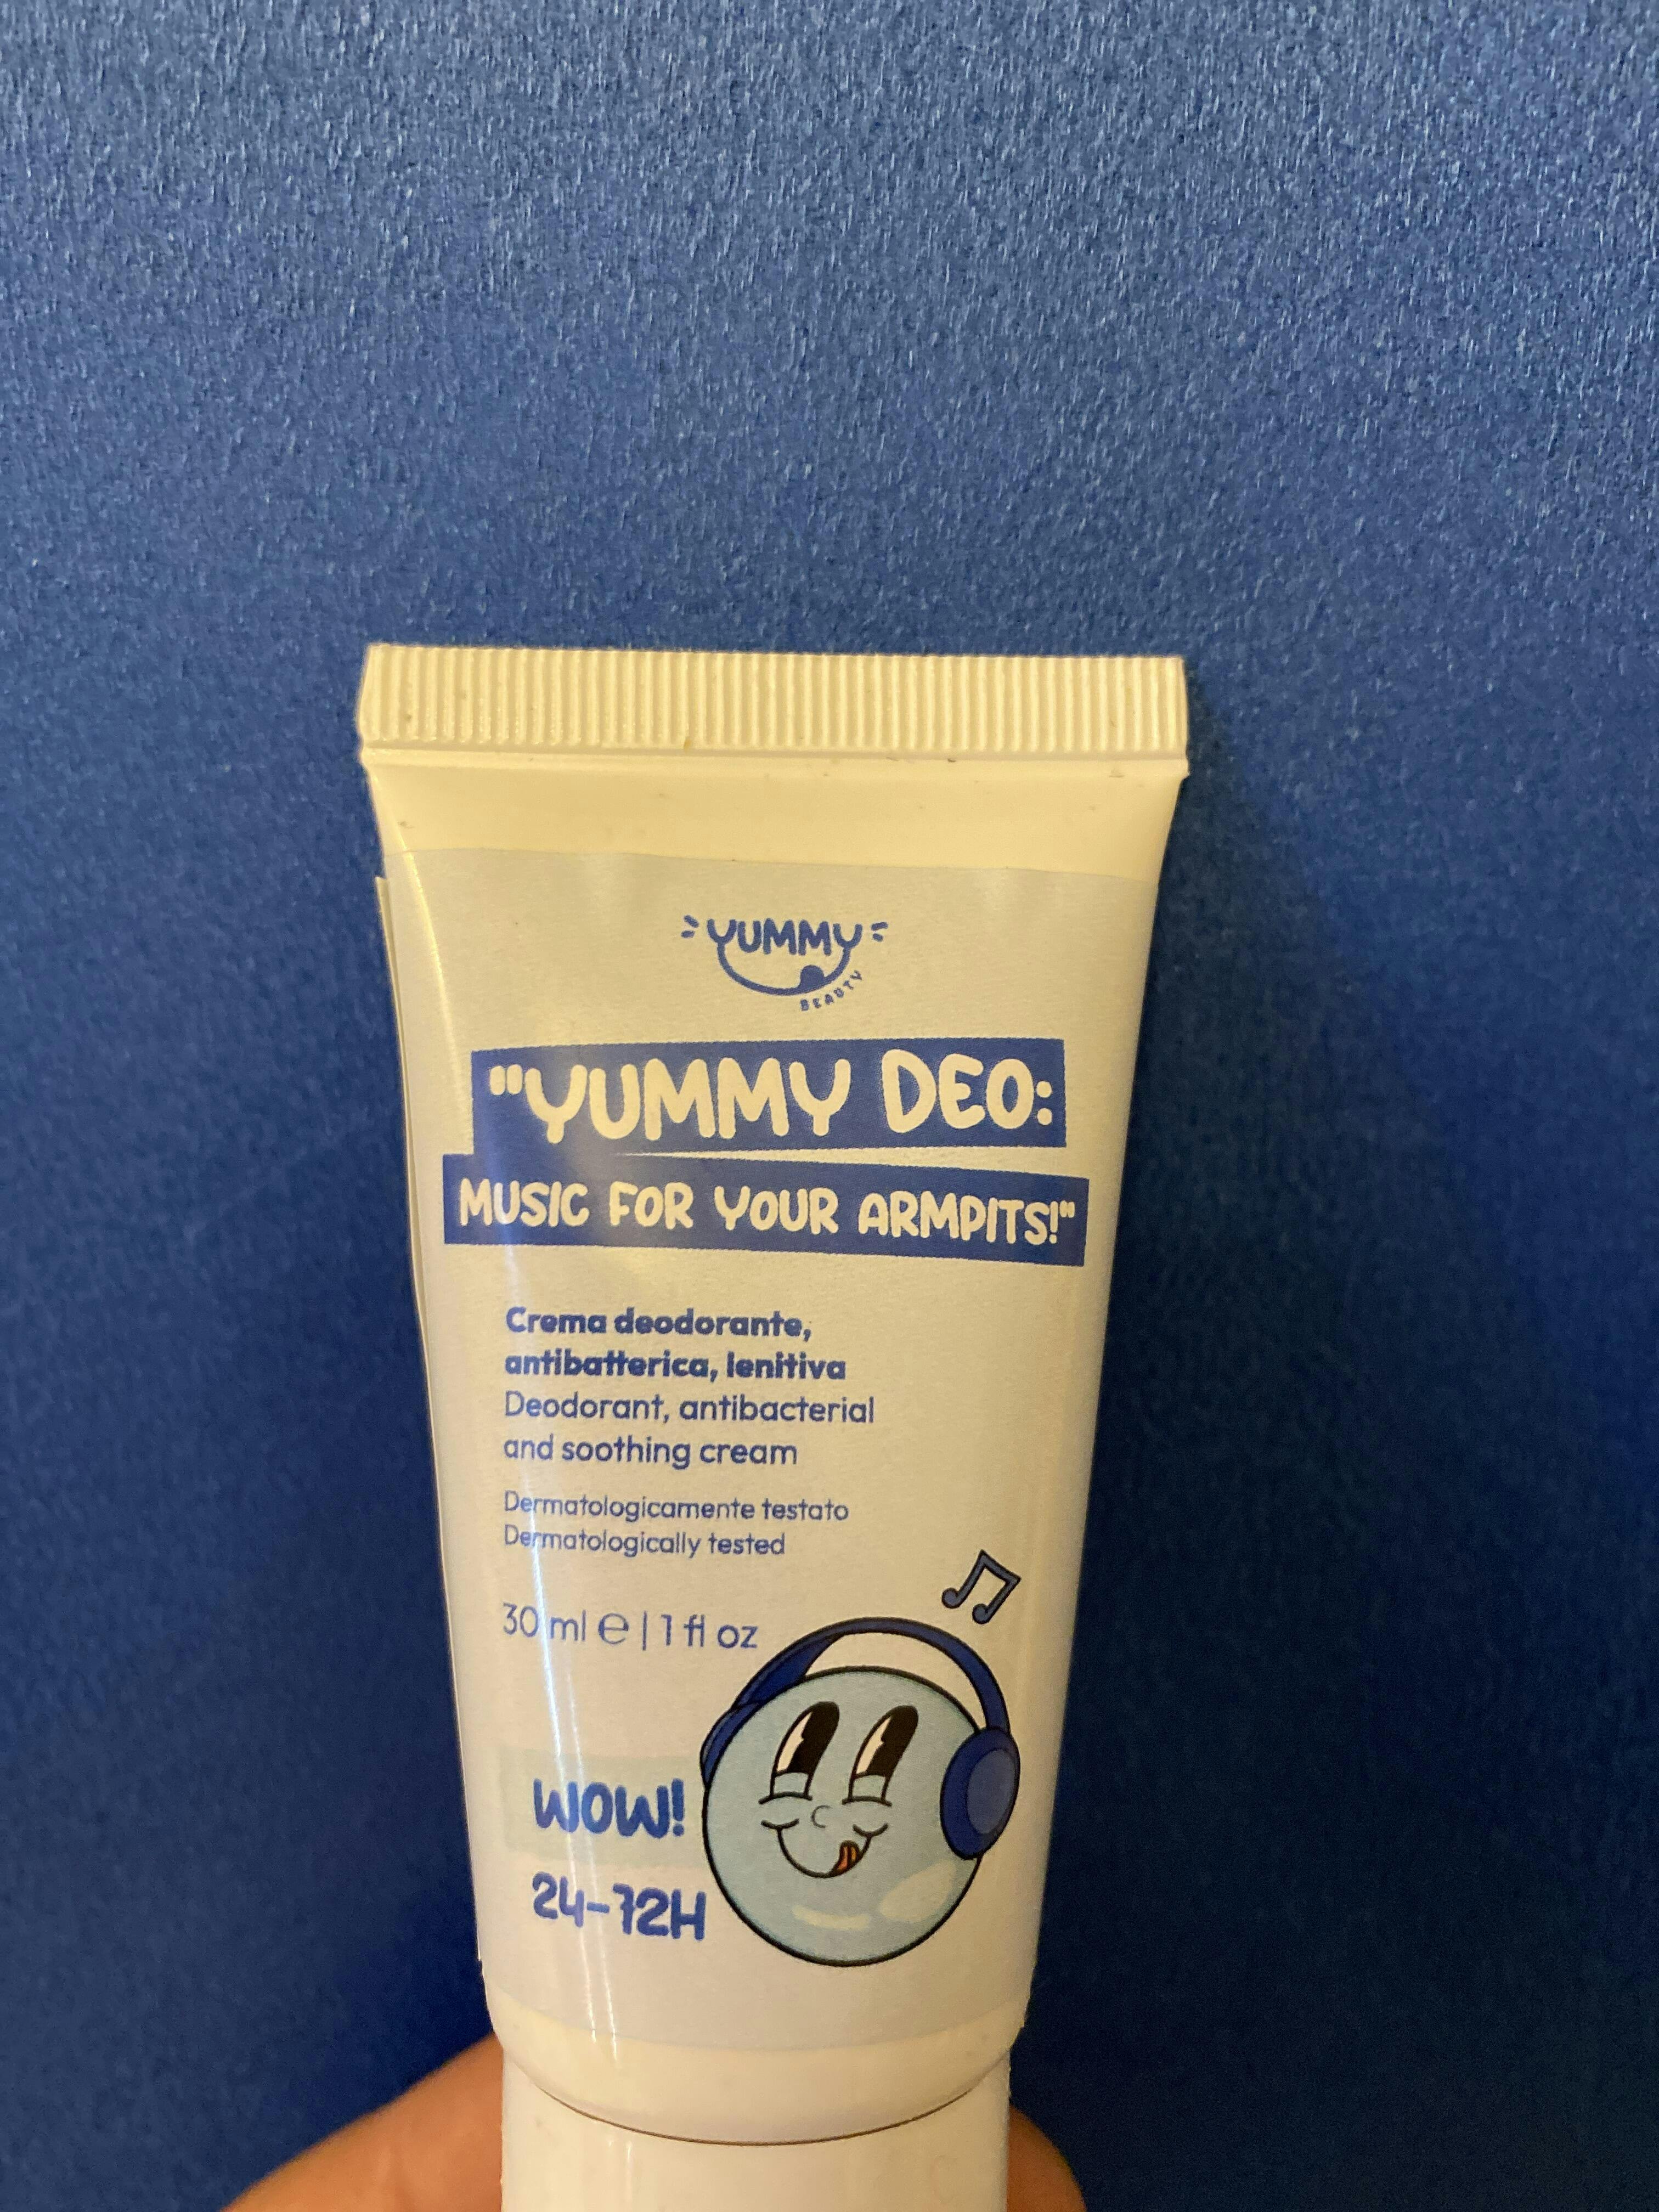 YUMMY
BEAUTY
"YUMMY DEO:
MUSIC FOR YOUR ARMPITS!"
Crema deodorante,
antibatterica, lenitiva
Deodorant, antibacterial
and soothing cream
Dermatologicamente testato
Dermatologically tested
30 ml ℮ | 1 fl oz
WOW!
24-72H